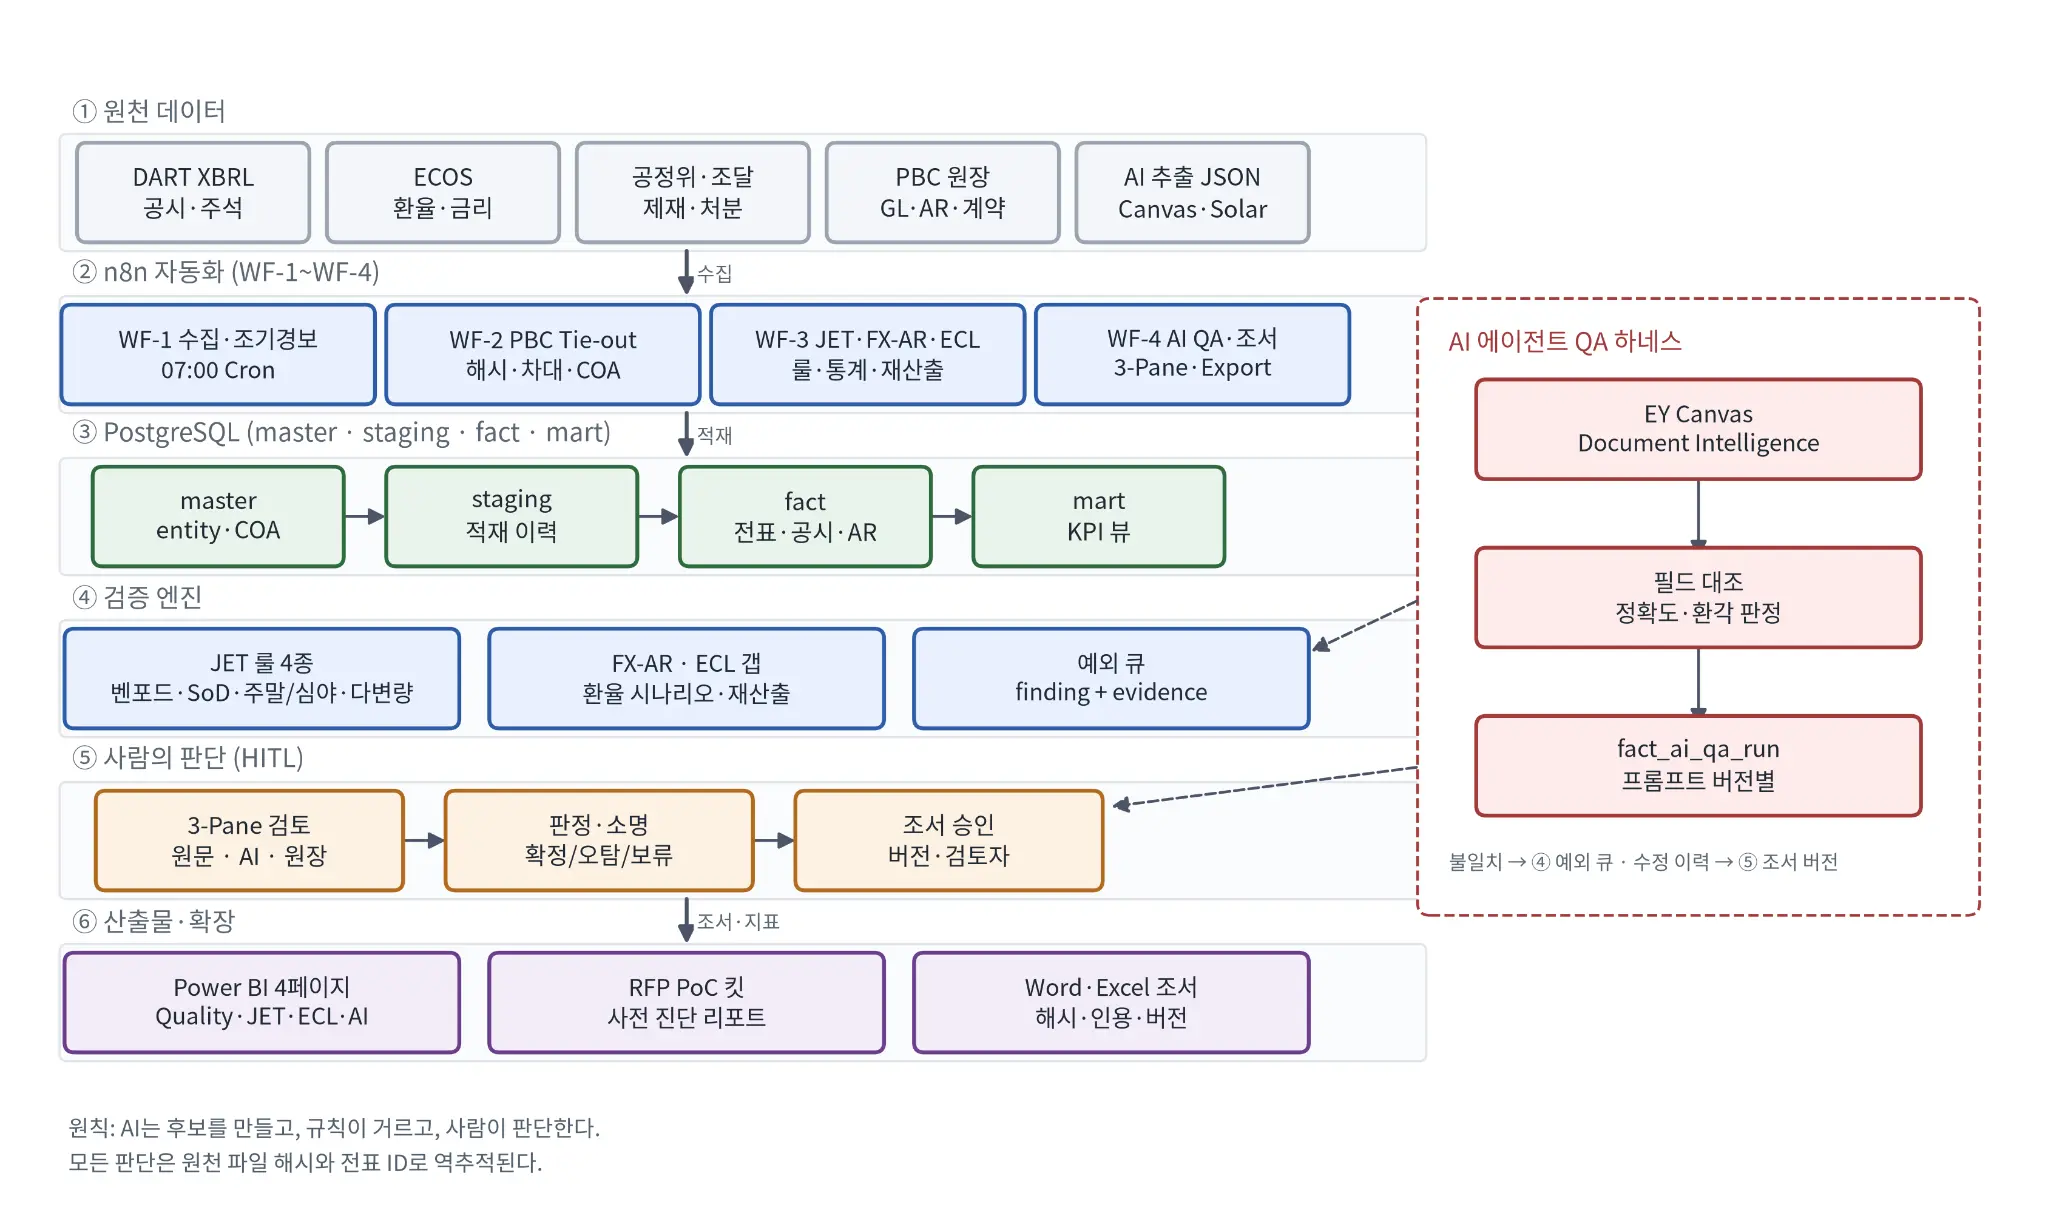 ① 원천 데이터
DART XBRL
공시·주석
ECOS
환율·금리
공정위·조달
제재·처분
PBC 원장
GL·AR·계약
AI 추출 JSON
Canvas·Solar
수집
② n8n 자동화 (WF-1~WF-4)
WF-1 수집·조기경보
07:00 Cron
WF-2 PBC Tie-out
해시·차대·COA
WF-3 JET·FX-AR·ECL
룰·통계·재산출
WF-4 AI QA·조서
3-Pane·Export
적재
③ PostgreSQL (master · staging · fact · mart)
master
entity·COA
staging
적재 이력
fact
전표·공시·AR
mart
KPI 뷰
④ 검증 엔진
JET 룰 4종
벤포드·SoD·주말/심야·다변량
FX-AR · ECL 갭
환율 시나리오·재산출
예외 큐
finding + evidence
⑤ 사람의 판단 (HITL)
3-Pane 검토
원문 · AI · 원장
판정·소명
확정/오탐/보류
조서 승인
버전·검토자
조서·지표
⑥ 산출물·확장
Power BI 4페이지
Quality·JET·ECL·AI
RFP PoC 킷
사전 진단 리포트
Word·Excel 조서
해시·인용·버전
AI 에이전트 QA 하네스
EY Canvas
Document Intelligence
필드 대조
정확도·환각 판정
fact_ai_qa_run
프롬프트 버전별
불일치 → ④ 예외 큐 · 수정 이력 → ⑤ 조서 버전
원칙: AI는 후보를 만들고, 규칙이 거르고, 사람이 판단한다.
모든 판단은 원천 파일 해시와 전표 ID로 역추적된다.